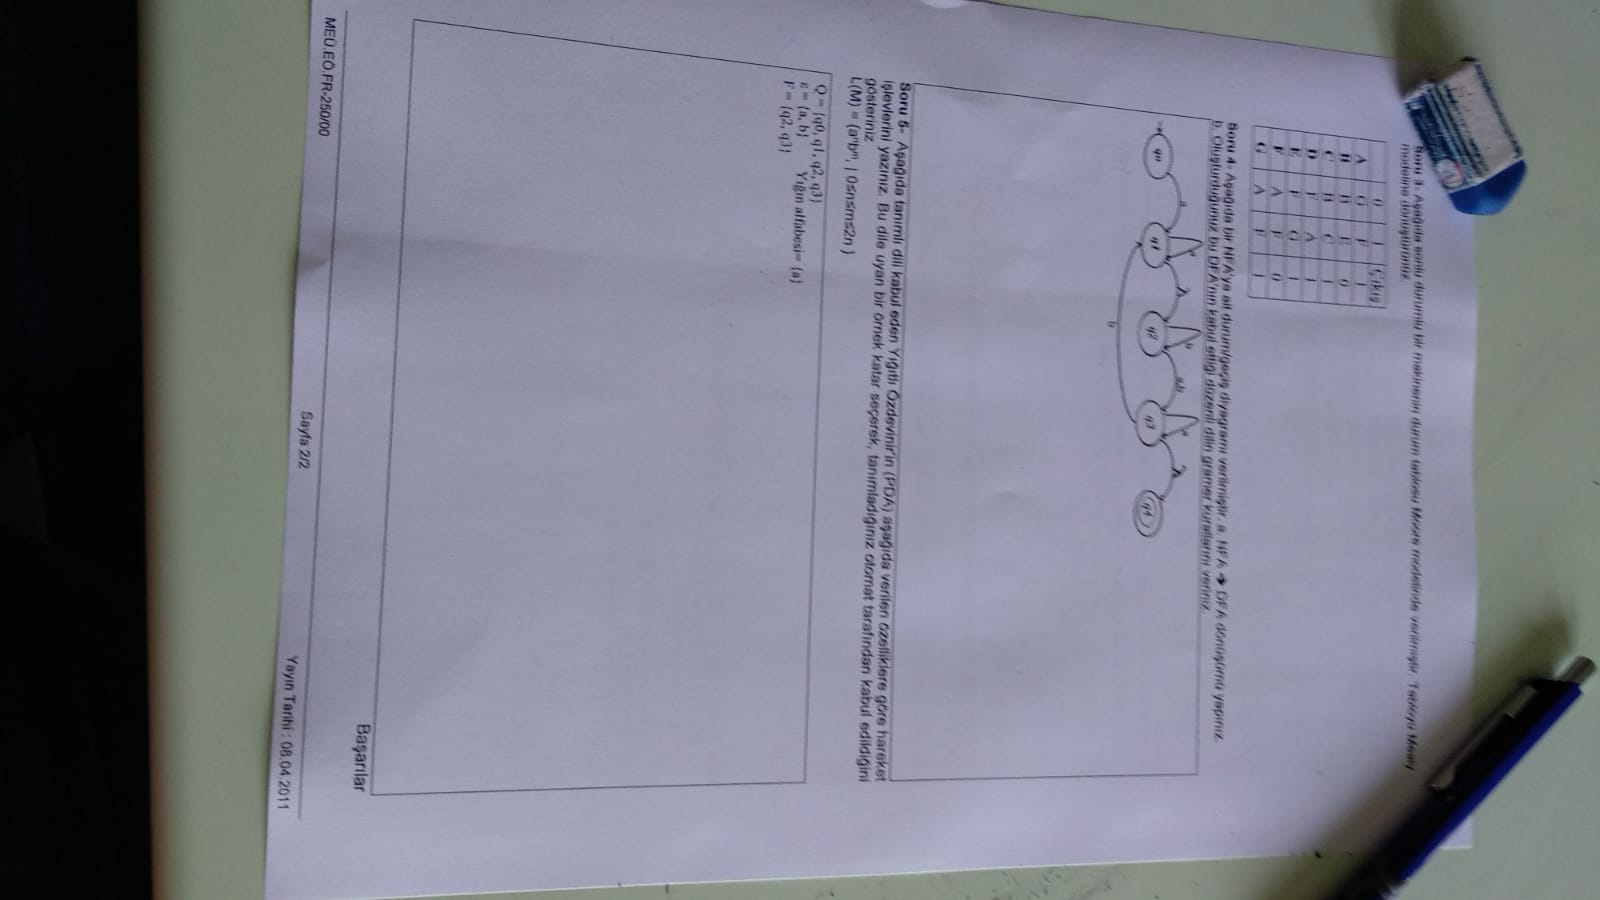 Soru 3- Aşağıda sonlu durumlu bir makinenin durum tablosu Moore modelinde verilmiştir. Tabloyu Mealy
modeline dönüştürünüz.
0 1 Çıkış
A G F 1
B B E 0
C B C 1
D F A 1
E F G 1
F A F 0
G A F 1
Soru 4- Aşağıda bir NFA'ya ait durum/geçiş diyagramı verilmiştir. a. NFA → DFA dönüşümü yapınız.
b. Oluşturduğunuz bu DFA'nın kabul ettiği düzenli dilin gramer kurallarını veriniz.
λ λ
q0 q1 q2 q3 q4
Soru 5- Aşağıda tanımlı dili kabul eden Yığıtlı Özdevinir'in (PDA) aşağıda verilen özelliklere göre hareket
işlevlerini yazınız. Bu dile uyan bir örnek katar seçerek, tanımladığınız otomat tarafından kabul edildiğini
gösteriniz
L(M) = {aⁿbᵐ, | 0≤n≤m≤2n }
Q = {q0, q1, q2, q3}
ε = {a, b} Yığın alfabesi= {a}
F = {q2, q3}
Başarılar
MEÜ.EÖ.FR-250/00 Sayfa 2/2 Yayın Tarihi : 08.04.2011